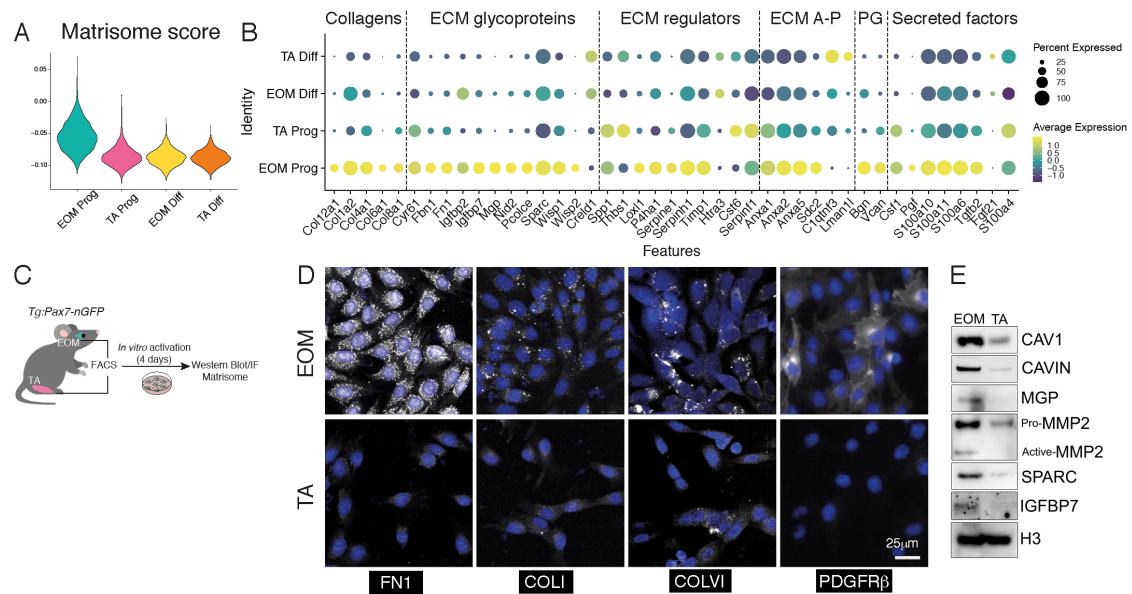 A
Matrisome score
0.05
0.00
−0.05
−0.10
EOM Prog
TA Prog
EOM Diff
TA Diff
B
Collagens
ECM glycoproteins
ECM regulators
ECM A-P
PG
Secreted factors
Identity
TA Diff
EOM Diff
TA Prog
EOM Prog
Col12a1
Col1a2
Col4a1
Col6a1
Col8a1
Cyr61
Fbn1
Fn1
Igfbp2
Igfbp7
Mgp
Nid2
Pcolce
Sparc
Wisp1
Wisp2
Creld1
Spp1
Thbs1
Loxl1
P4ha1
Serpine1
Serpinh1
Timp1
Htra3
Cst6
Serpinf1
Anxa1
Anxa2
Anxa5
Sdc2
C1qtnf3
Lman1l
Bgn
Vcan
Csf1
Pgf
S100a10
S100a11
S100a6
Tgfb2
Fgf21
S100a4
Features
Percent Expressed
25
50
75
100
Average Expression
1.0
0.5
0.0
−0.5
−1.0
C
Tg:Pax7-nGFP
EOM
TA
FACS
In vitro activation
(4 days)
Western Blot/IF
Matrisome
D
EOM
TA
25µm
FN1
COLI
COLVI
PDGFRβ
E
EOM TA
CAV1
CAVIN
MGP
Pro-MMP2
Active-MMP2
SPARC
IGFBP7
H3